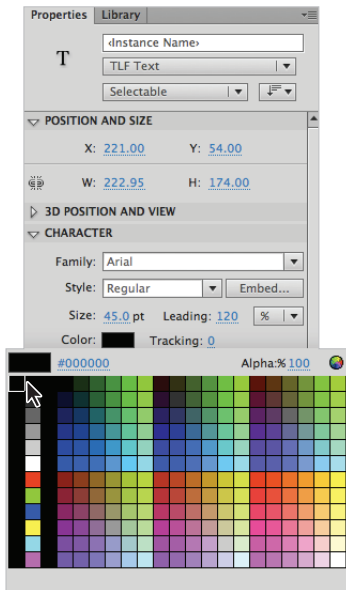 Properties Library
T
‹Instance Name›
TLF Text
Selectable
POSITION AND SIZE
X: 221.00 Y: 54.00
W: 222.95 H: 174.00
3D POSITION AND VIEW
CHARACTER
Family: Arial
Style: Regular Embed...
Size: 45.0 pt Leading: 120 %
Color: Tracking: 0
#000000 Alpha:% 100